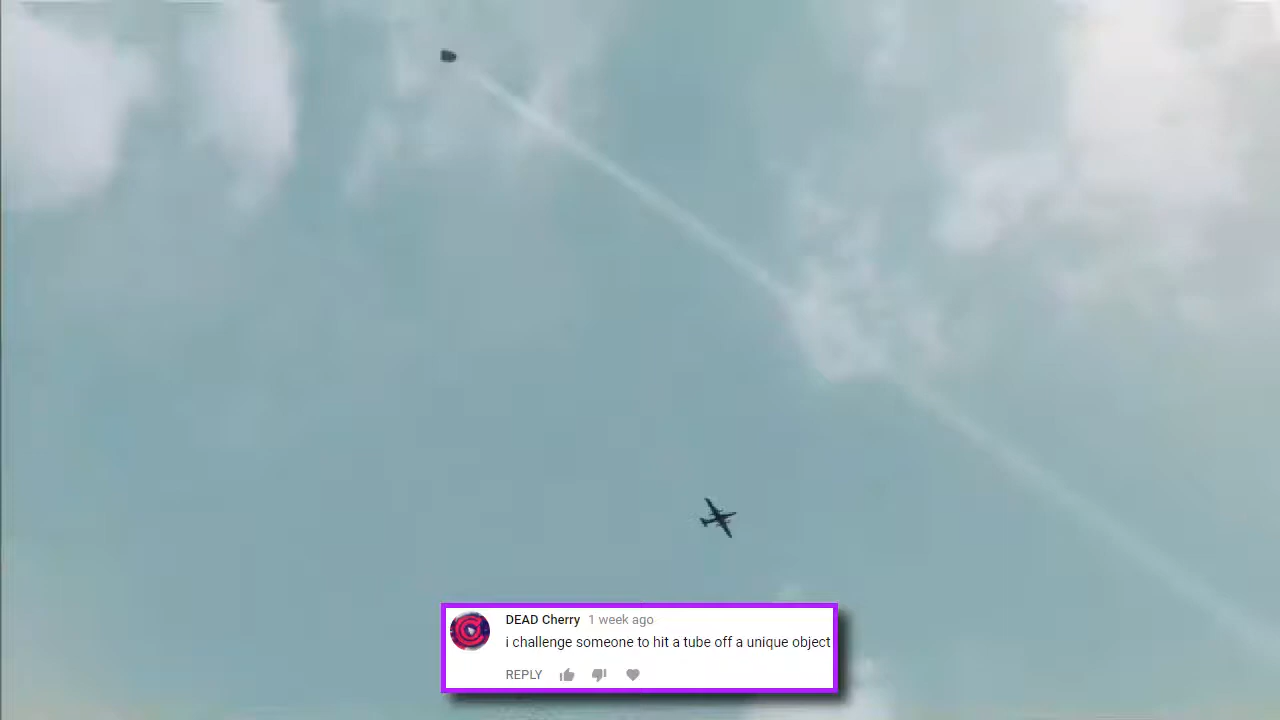 DEAD Cherry 1 week ago
i challenge someone to hit a tube off a unique object
REPLY